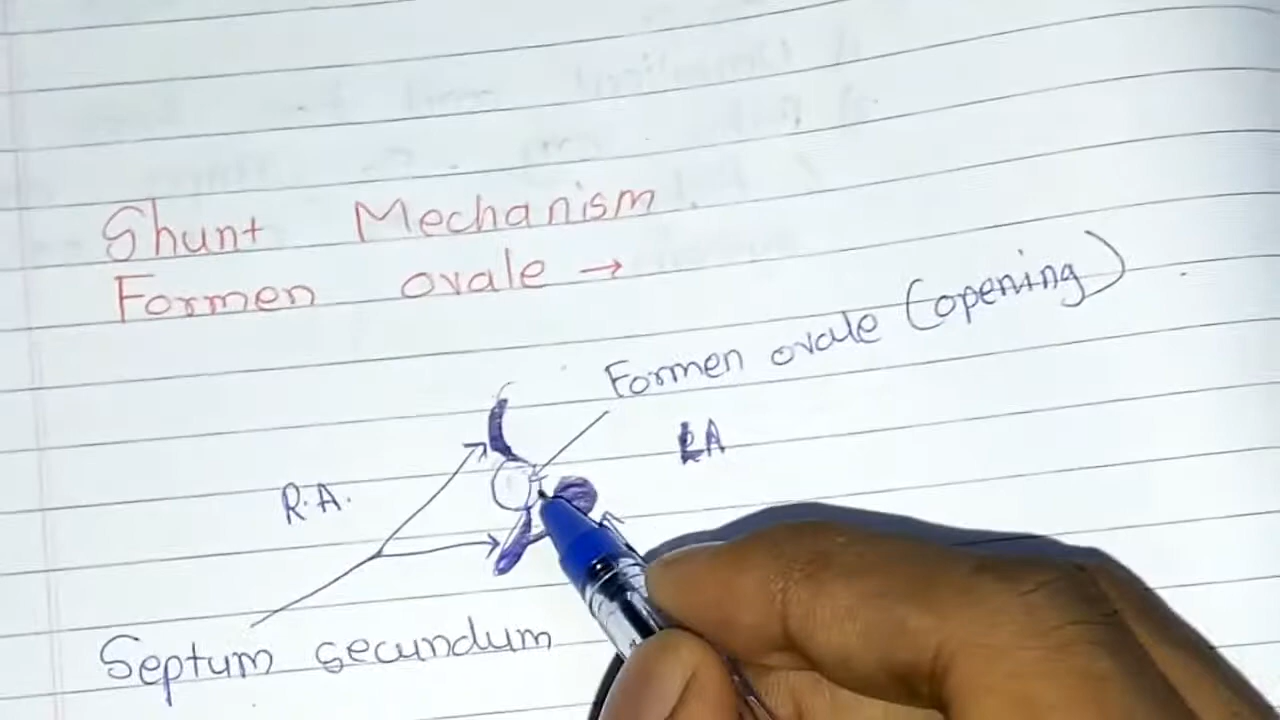 Shunt Mechanism
Formen ovale →
Formen ovale (opening)
LA
R.A.
Septum secundum